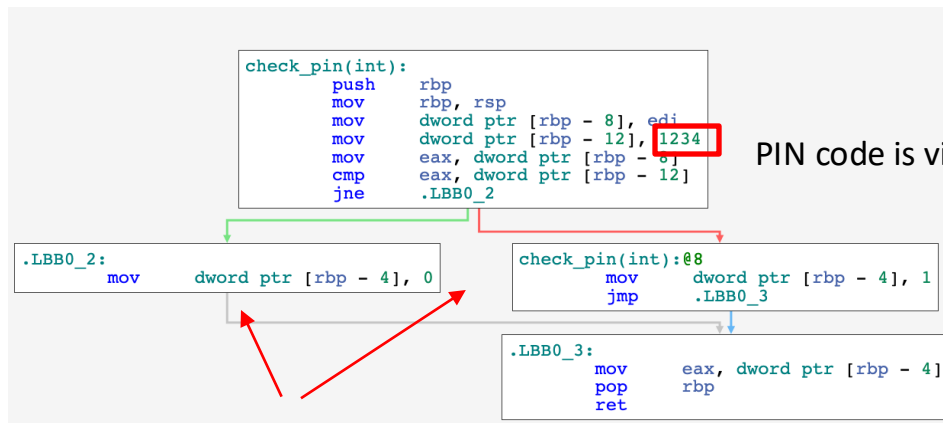 check_pin(int):
push rbp
mov rbp, rsp
mov dword ptr [rbp - 8], edi
mov dword ptr [rbp - 12], 1234
mov eax, dword ptr [rbp - 8]
cmp eax, dword ptr [rbp - 12]
jne .LBB0_2
PIN code is vi
.LBB0_2:
mov dword ptr [rbp - 4], 0
check_pin(int):@8
mov dword ptr [rbp - 4], 1
jmp .LBB0_3
.LBB0_3:
mov eax, dword ptr [rbp - 4]
pop rbp
ret